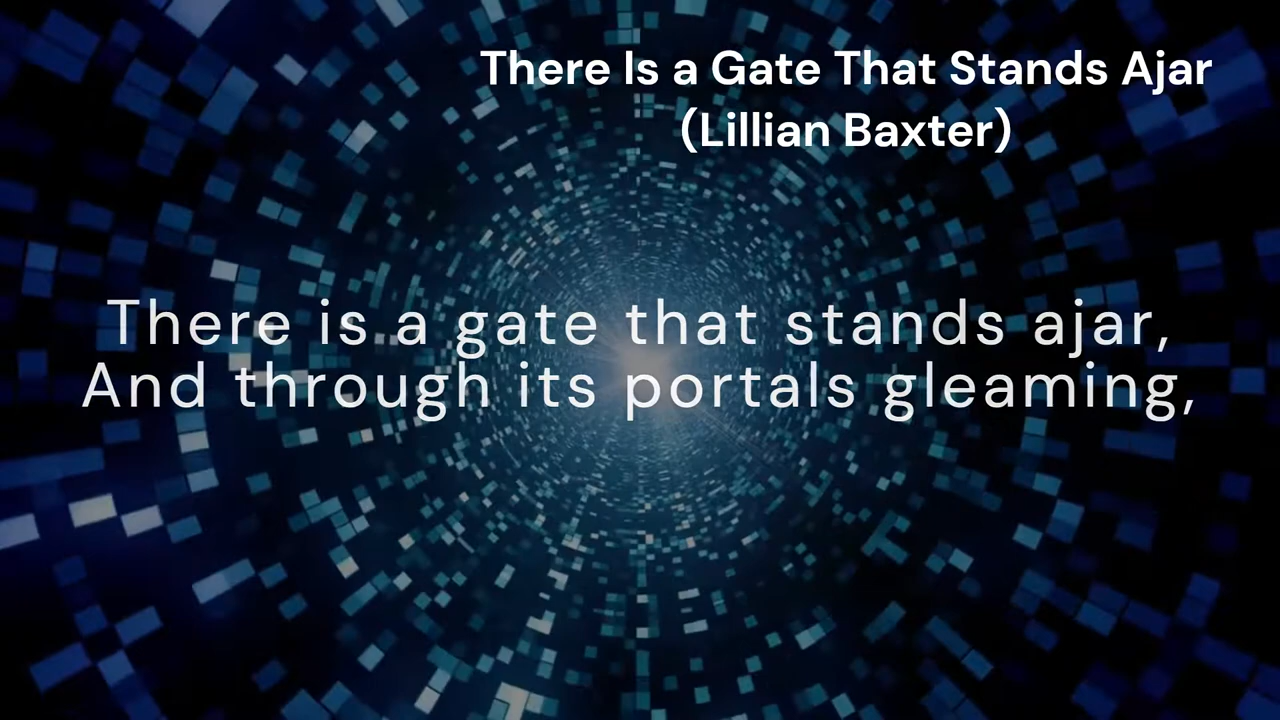 There Is a Gate That Stands Ajar
(Lillian Baxter)
There is a gate that stands ajar,
And through its portals gleaming,